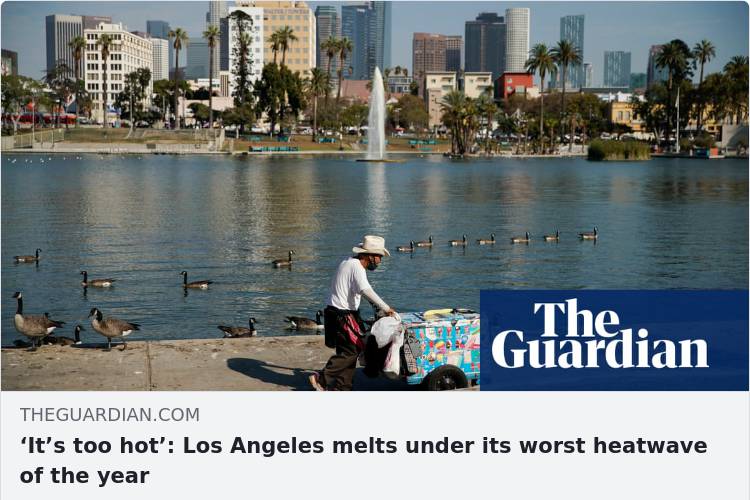 The
Guardian
THEGUARDIAN.COM
‘It’s too hot’: Los Angeles melts under its worst heatwave
of the year